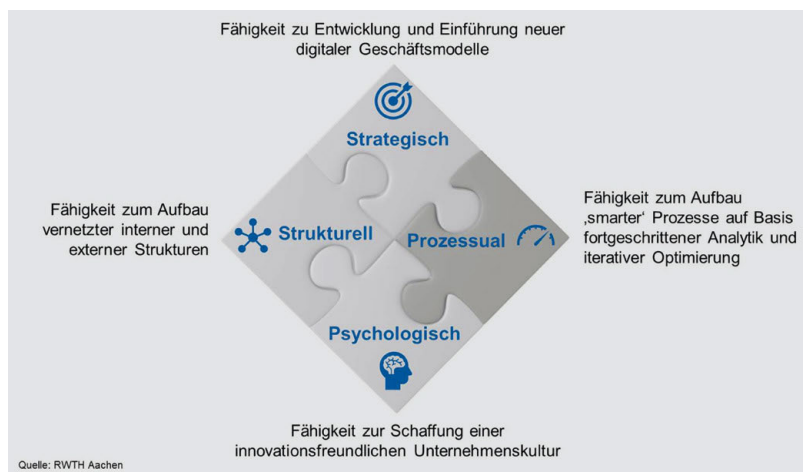 Fähigkeit zu Entwicklung und Einführung neuer
digitaler Geschäftsmodelle
Strategisch
Fähigkeit zum Aufbau
vernetzter interner und
externer Strukturen
Strukturell
Prozessual
Fähigkeit zum Aufbau
‚smarter‘ Prozesse auf Basis
fortgeschrittener Analytik und
iterativer Optimierung
Psychologisch
Fähigkeit zur Schaffung einer
innovationsfreundlichen Unternehmenskultur
Quelle: RWTH Aachen